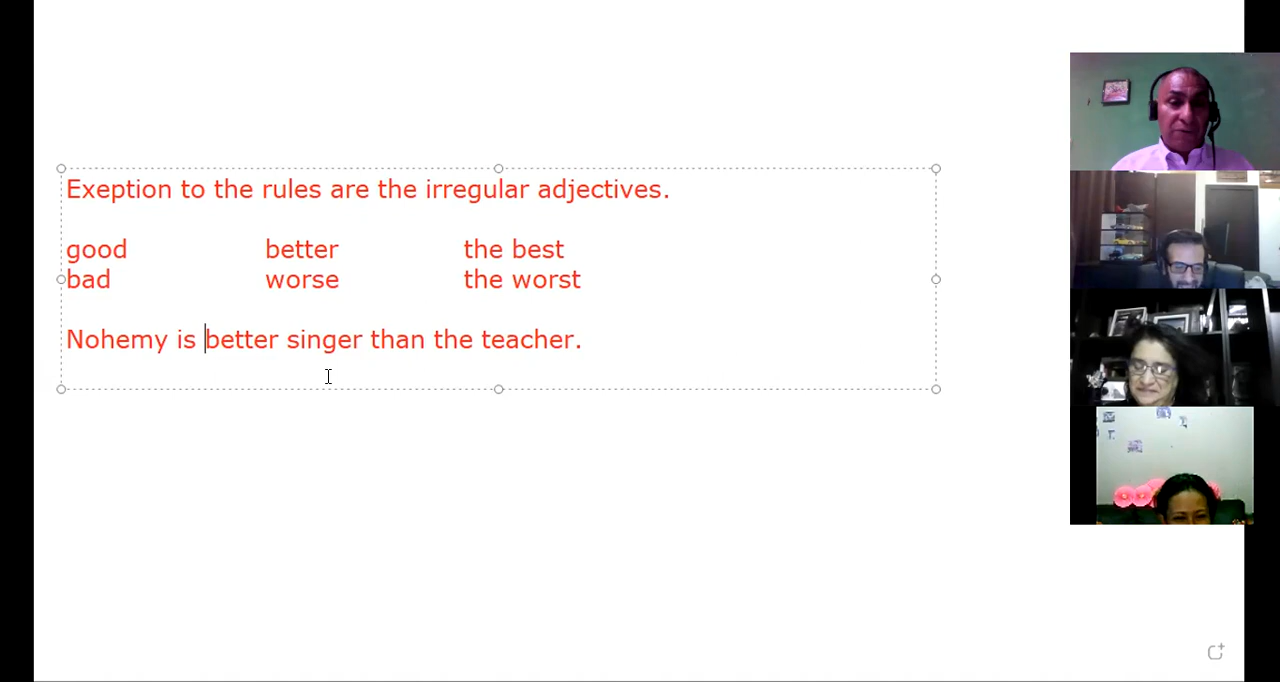 Exeption to the rules are the irregular adjectives.
good better the best
bad worse the worst
Nohemy is better singer than the teacher.